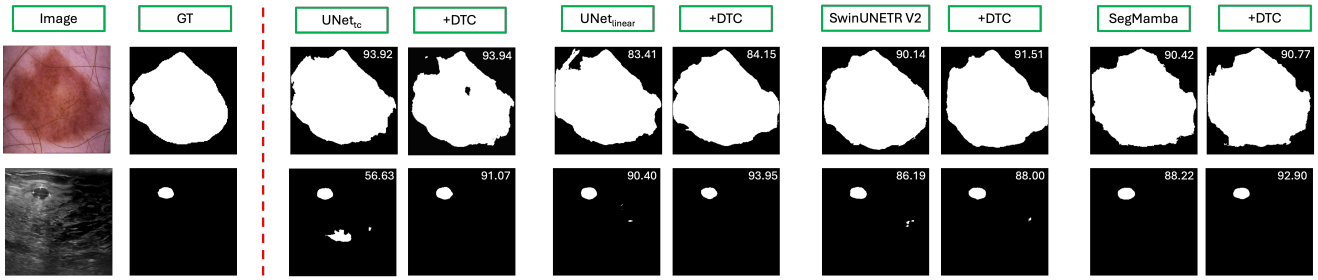 Image GT UNettc +DTC UNetlinear +DTC SwinUNETR V2 +DTC SegMamba +DTC
93.92 93.94 83.41 84.15 90.14 91.51 90.42 90.77
56.63 91.07 90.40 93.95 86.19 88.00 88.22 92.90